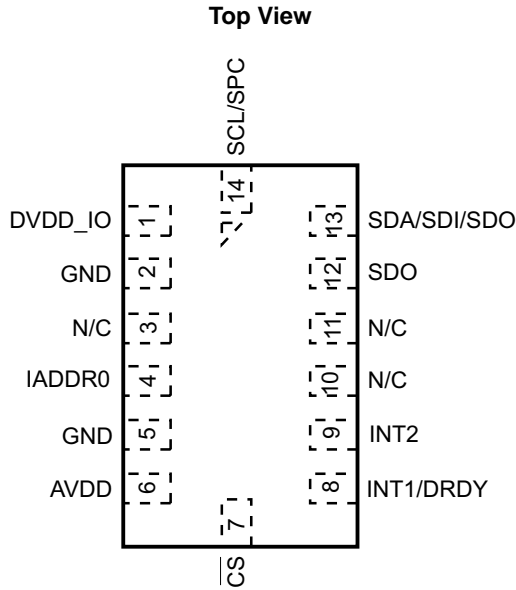 Top View
SCL/SPC
14
DVDD_IO 1 13 SDA/SDI/SDO
GND 2 12 SDO
N/C 3 11 N/C
IADDR0 4 10 N/C
GND 5 9 INT2
AVDD 6 8 INT1/DRDY
7
C̅S̅